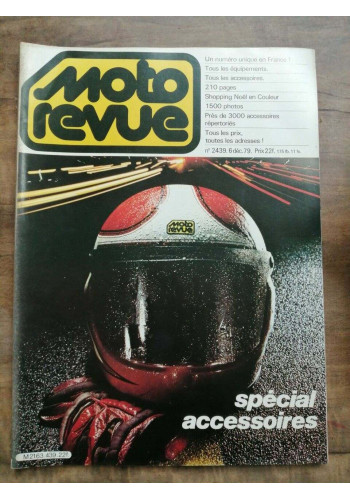 Moto
revue
Un numéro unique en France !
Tous les équipements.
Tous les accessoires.
210 pages
Shopping Noël en Couleur
1500 photos
Près de 3000 accessoires
répertoriés
Tous les prix,
toutes les adresses !
n° 2439. 6 déc. 79. Prix 22f.
Moto
revue
spécial
accessoires
M 2163.439.22f.